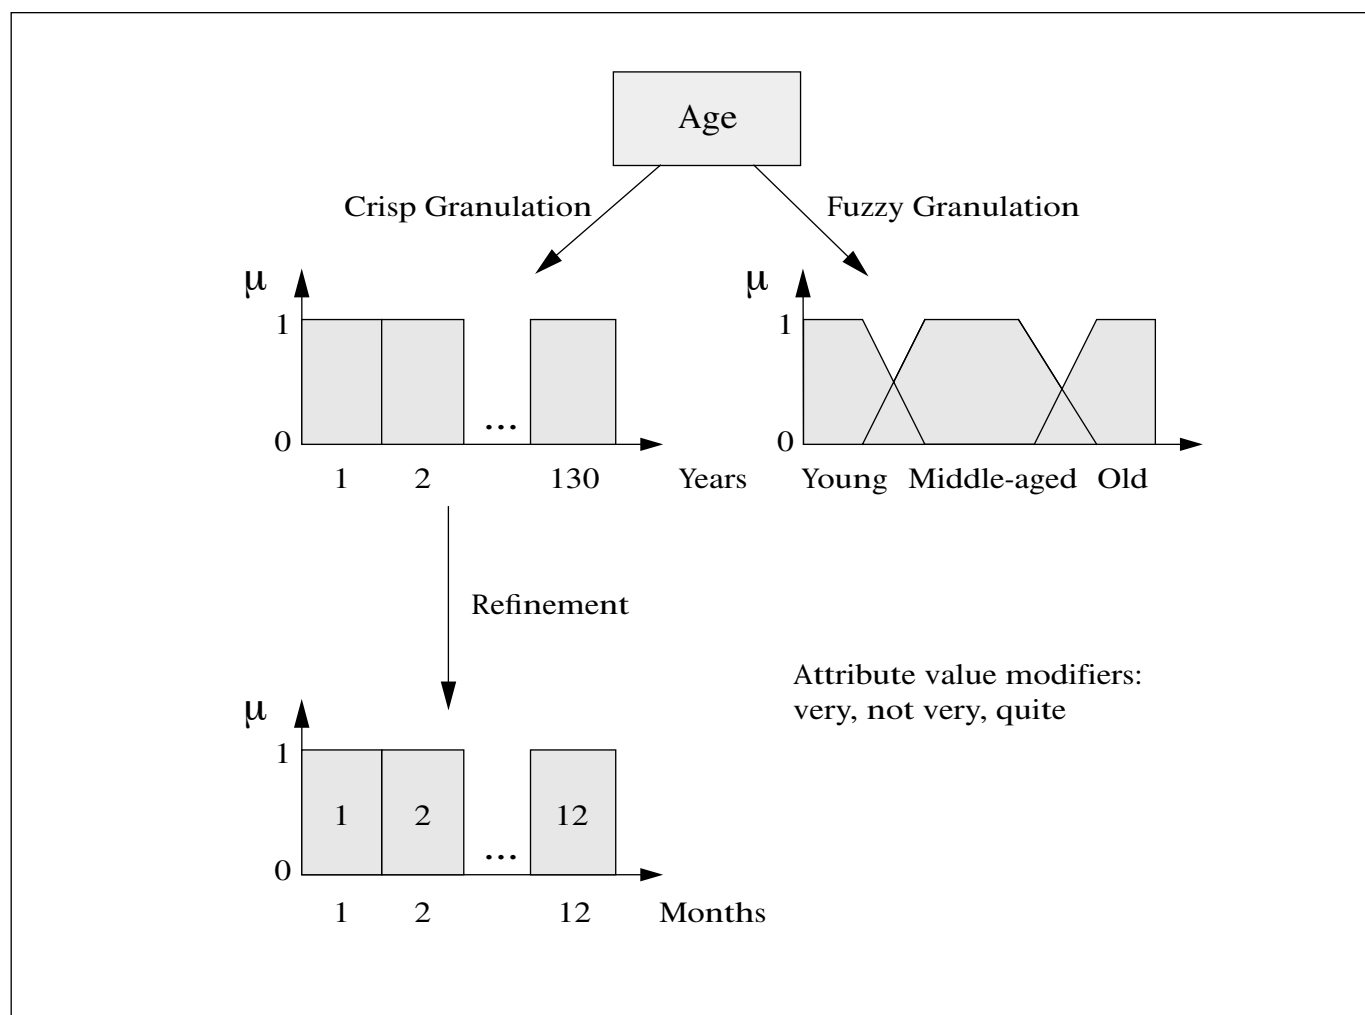 Age
Crisp Granulation
Fuzzy Granulation
μ
1
0
...
1 2 130 Years
μ
1
0
Young Middle-aged Old
Refinement
Attribute value modifiers:
very, not very, quite
μ
1
1 2 12
0
...
1 2 12 Months